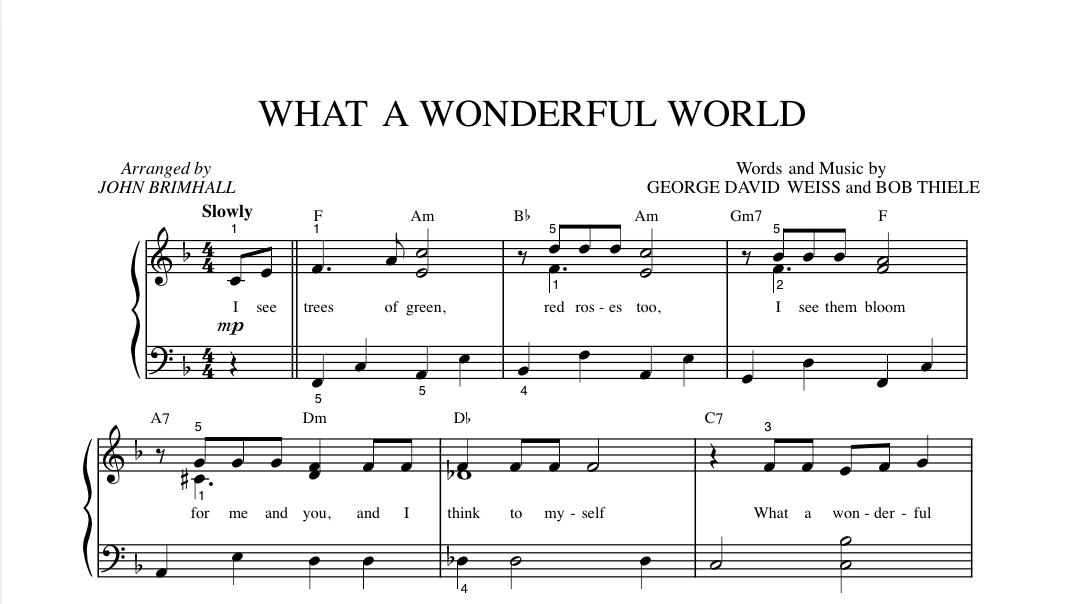 WHAT A WONDERFUL WORLD
Arranged by
JOHN BRIMHALL
Words and Music by
GEORGE DAVID WEISS and BOB THIELE
Slowly
F Am B♭ Am Gm7 F
1 1 5 5
4 4
1 2
I see trees of green, red ros - es too, I see them bloom
mp
4 4
5 5 4
A7 Dm D♭ C7
5 3
1
for me and you, and I think to my - self What a won - der - ful
4